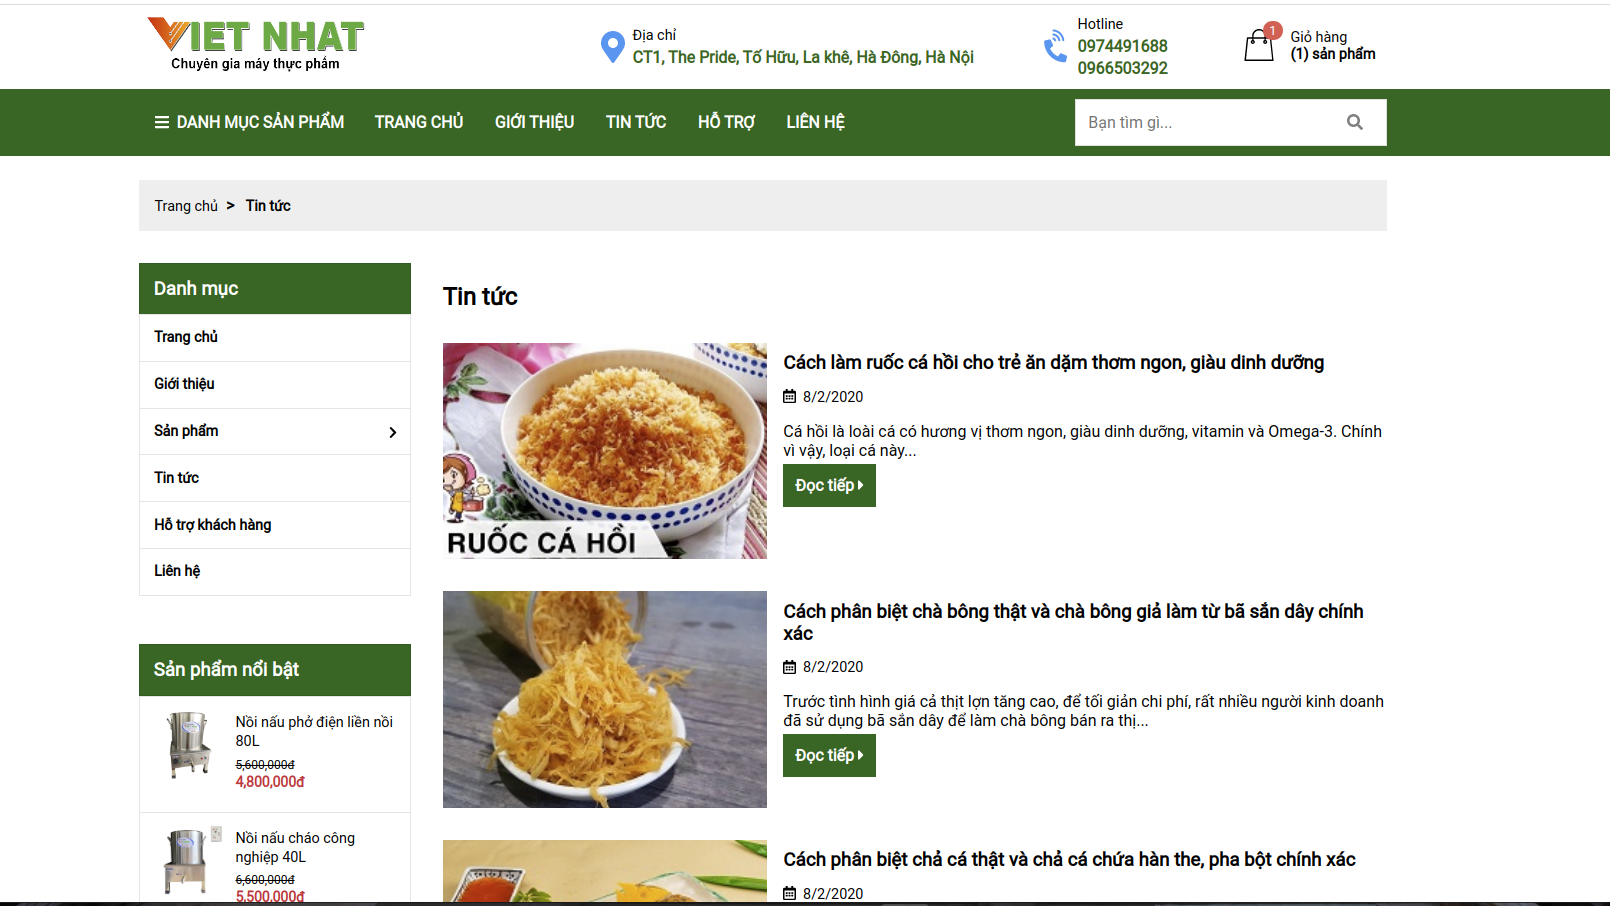 VIET NHAT
Chuyên gia máy thực phẩm
Địa chỉ
CT1, The Pride, Tố Hữu, La khê, Hà Đông, Hà Nội
Hotline
0974491688
0966503292
1
Giỏ hàng
(1) sản phẩm
DANH MỤC SẢN PHẨM
TRANG CHỦ
GIỚI THIỆU
TIN TỨC
HỖ TRỢ
LIÊN HỆ
Bạn tìm gì...
Trang chủ > Tin tức
Danh mục
Trang chủ
Giới thiệu
Sản phẩm
Tin tức
Hỗ trợ khách hàng
Liên hệ
Sản phẩm nổi bật
Nồi nấu phở điện liền nồi
80L
5,600,000đ
4,800,000đ
Nồi nấu cháo công
nghiệp 40L
6,600,000đ
5,500,000đ
Tin tức
RUỐC CÁ HỒI
Cách làm ruốc cá hồi cho trẻ ăn dặm thơm ngon, giàu dinh dưỡng
8/2/2020
Cá hồi là loài cá có hương vị thơm ngon, giàu dinh dưỡng, vitamin và Omega-3. Chính
vì vậy, loại cá này...
Đọc tiếp
Cách phân biệt chà bông thật và chà bông giả làm từ bã sắn dây chính
xác
8/2/2020
Trước tình hình giá cả thịt lợn tăng cao, để tối giản chi phí, rất nhiều người kinh doanh
đã sử dụng bã sắn dây để làm chà bông bán ra thị...
Đọc tiếp
Cách phân biệt chả cá thật và chả cá chứa hàn the, pha bột chính xác
8/2/2020